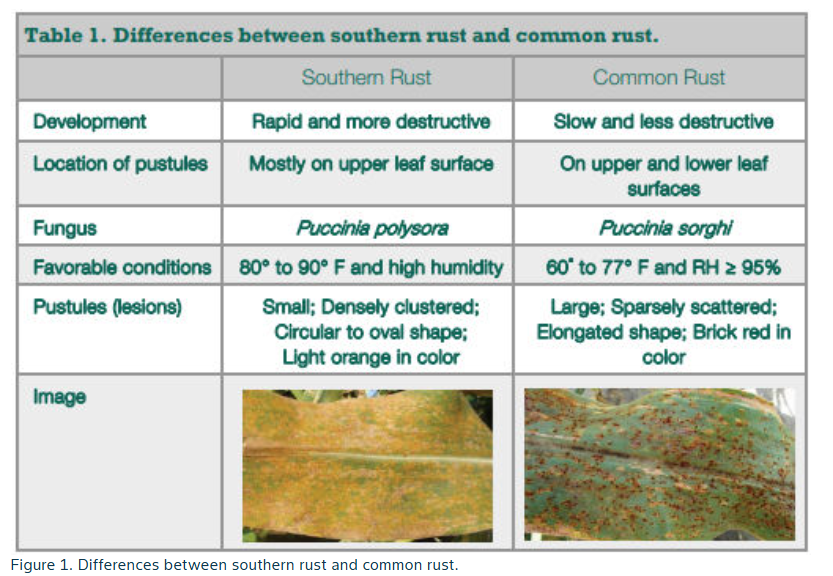 Table 1. Differences between southern rust and common rust.
Southern Rust Common Rust
Development Rapid and more destructive Slow and less destructive
Location of pustules Mostly on upper leaf surface On upper and lower leaf
surfaces
Fungus Puccinia polysora Puccinia sorghi
Favorable conditions 80° to 90° F and high humidity 60° to 77° F and RH ≥ 95%
Pustules (lesions) Small; Densely clustered; Large; Sparsely scattered;
Circular to oval shape; Elongated shape; Brick red in
Light orange in color color
Image
Figure 1. Differences between southern rust and common rust.